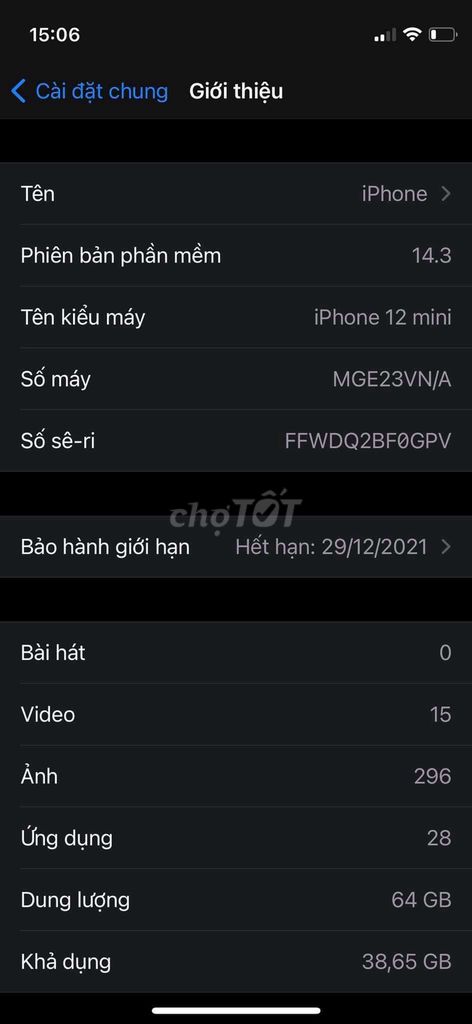 15:06
Cài đặt chung Giới thiệu
Tên iPhone
Phiên bản phần mềm 14.3
Tên kiểu máy iPhone 12 mini
Số máy MGE23VN/A
Số sê-ri FFWDQ2BF0GPV
chợTỐT
Bảo hành giới hạn Hết hạn: 29/12/2021
Bài hát 0
Video 15
Ảnh 296
Ứng dụng 28
Dung lượng 64 GB
Khả dụng 38,65 GB